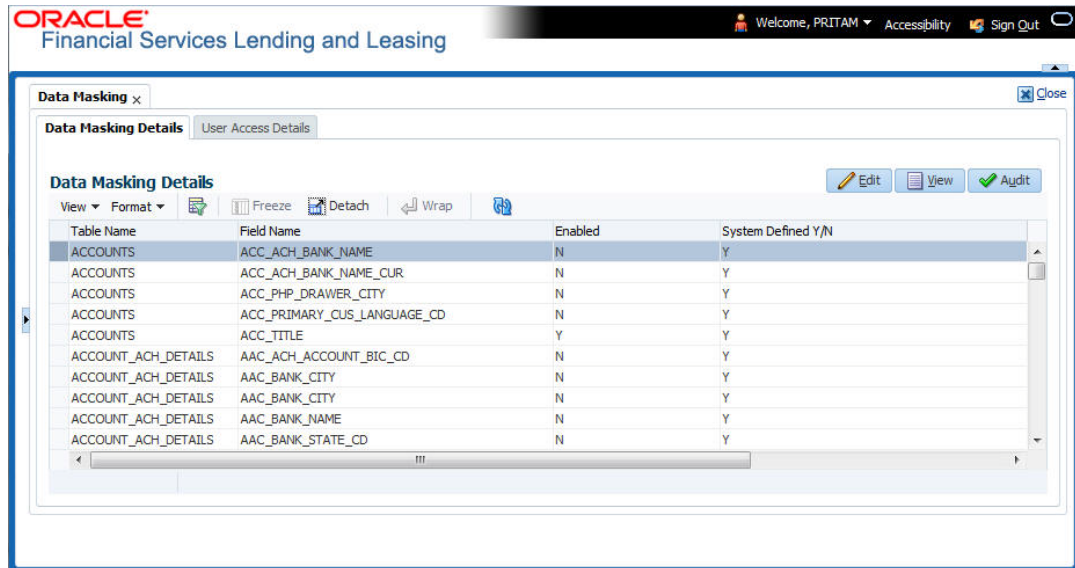 ORACLE®
Financial Services Lending and Leasing
Welcome, PRITAM Accessibility Sign Out
Data Masking x Close
Data Masking Details User Access Details
Data Masking Details Edit View Audit
View Format Freeze Detach Wrap
Table Name Field Name Enabled System Defined Y/N
ACCOUNTS ACC_ACH_BANK_NAME N Y
ACCOUNTS ACC_ACH_BANK_NAME_CUR N Y
ACCOUNTS ACC_PHP_DRAWER_CITY N Y
ACCOUNTS ACC_PRIMARY_CUS_LANGUAGE_CD N Y
ACCOUNTS ACC_TITLE Y Y
ACCOUNT_ACH_DETAILS AAC_ACH_ACCOUNT_BIC_CD N Y
ACCOUNT_ACH_DETAILS AAC_BANK_CITY N Y
ACCOUNT_ACH_DETAILS AAC_BANK_CITY N Y
ACCOUNT_ACH_DETAILS AAC_BANK_NAME N Y
ACCOUNT_ACH_DETAILS AAC_BANK_STATE_CD N Y